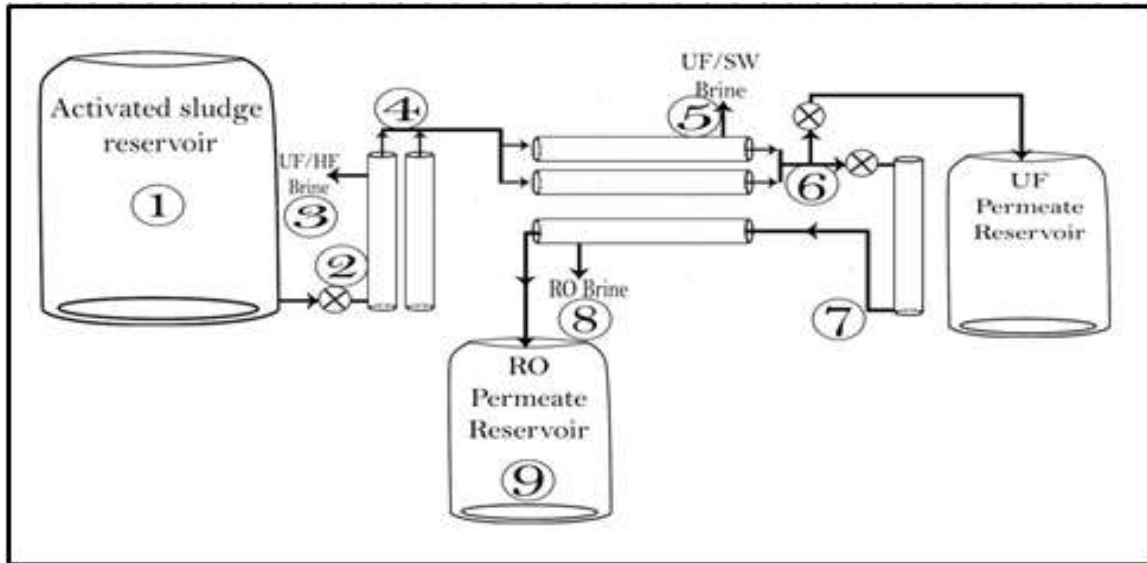 Activated sludge
reservoir
1
2
UF/HF
Brine
3
4
UF/SW
Brine
5
6
UF
Permeate
Reservoir
7
RO Brine
8
RO
Permeate
Reservoir
9